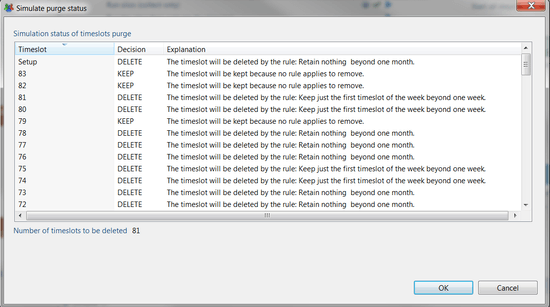 Simulate purge status
Simulation status of timeslots purge
Timeslot Decision Explanation
Setup DELETE The timeslot will be deleted by the rule: Retain nothing  beyond one month.
83 KEEP The timeslot will be kept because no rule applies to remove.
82 KEEP The timeslot will be kept because no rule applies to remove.
81 DELETE The timeslot will be deleted by the rule: Keep just the first timeslot of the week beyond one week.
80 DELETE The timeslot will be deleted by the rule: Keep just the first timeslot of the week beyond one week.
79 KEEP The timeslot will be kept because no rule applies to remove.
78 DELETE The timeslot will be deleted by the rule: Retain nothing  beyond one month.
77 DELETE The timeslot will be deleted by the rule: Retain nothing  beyond one month.
76 DELETE The timeslot will be deleted by the rule: Retain nothing  beyond one month.
75 DELETE The timeslot will be deleted by the rule: Keep just the first timeslot of the week beyond one week.
74 DELETE The timeslot will be deleted by the rule: Keep just the first timeslot of the week beyond one week.
73 DELETE The timeslot will be deleted by the rule: Retain nothing  beyond one month.
72 DELETE The timeslot will be deleted by the rule: Retain nothing  beyond one month.
Number of timeslots to be deleted 81
OK Cancel